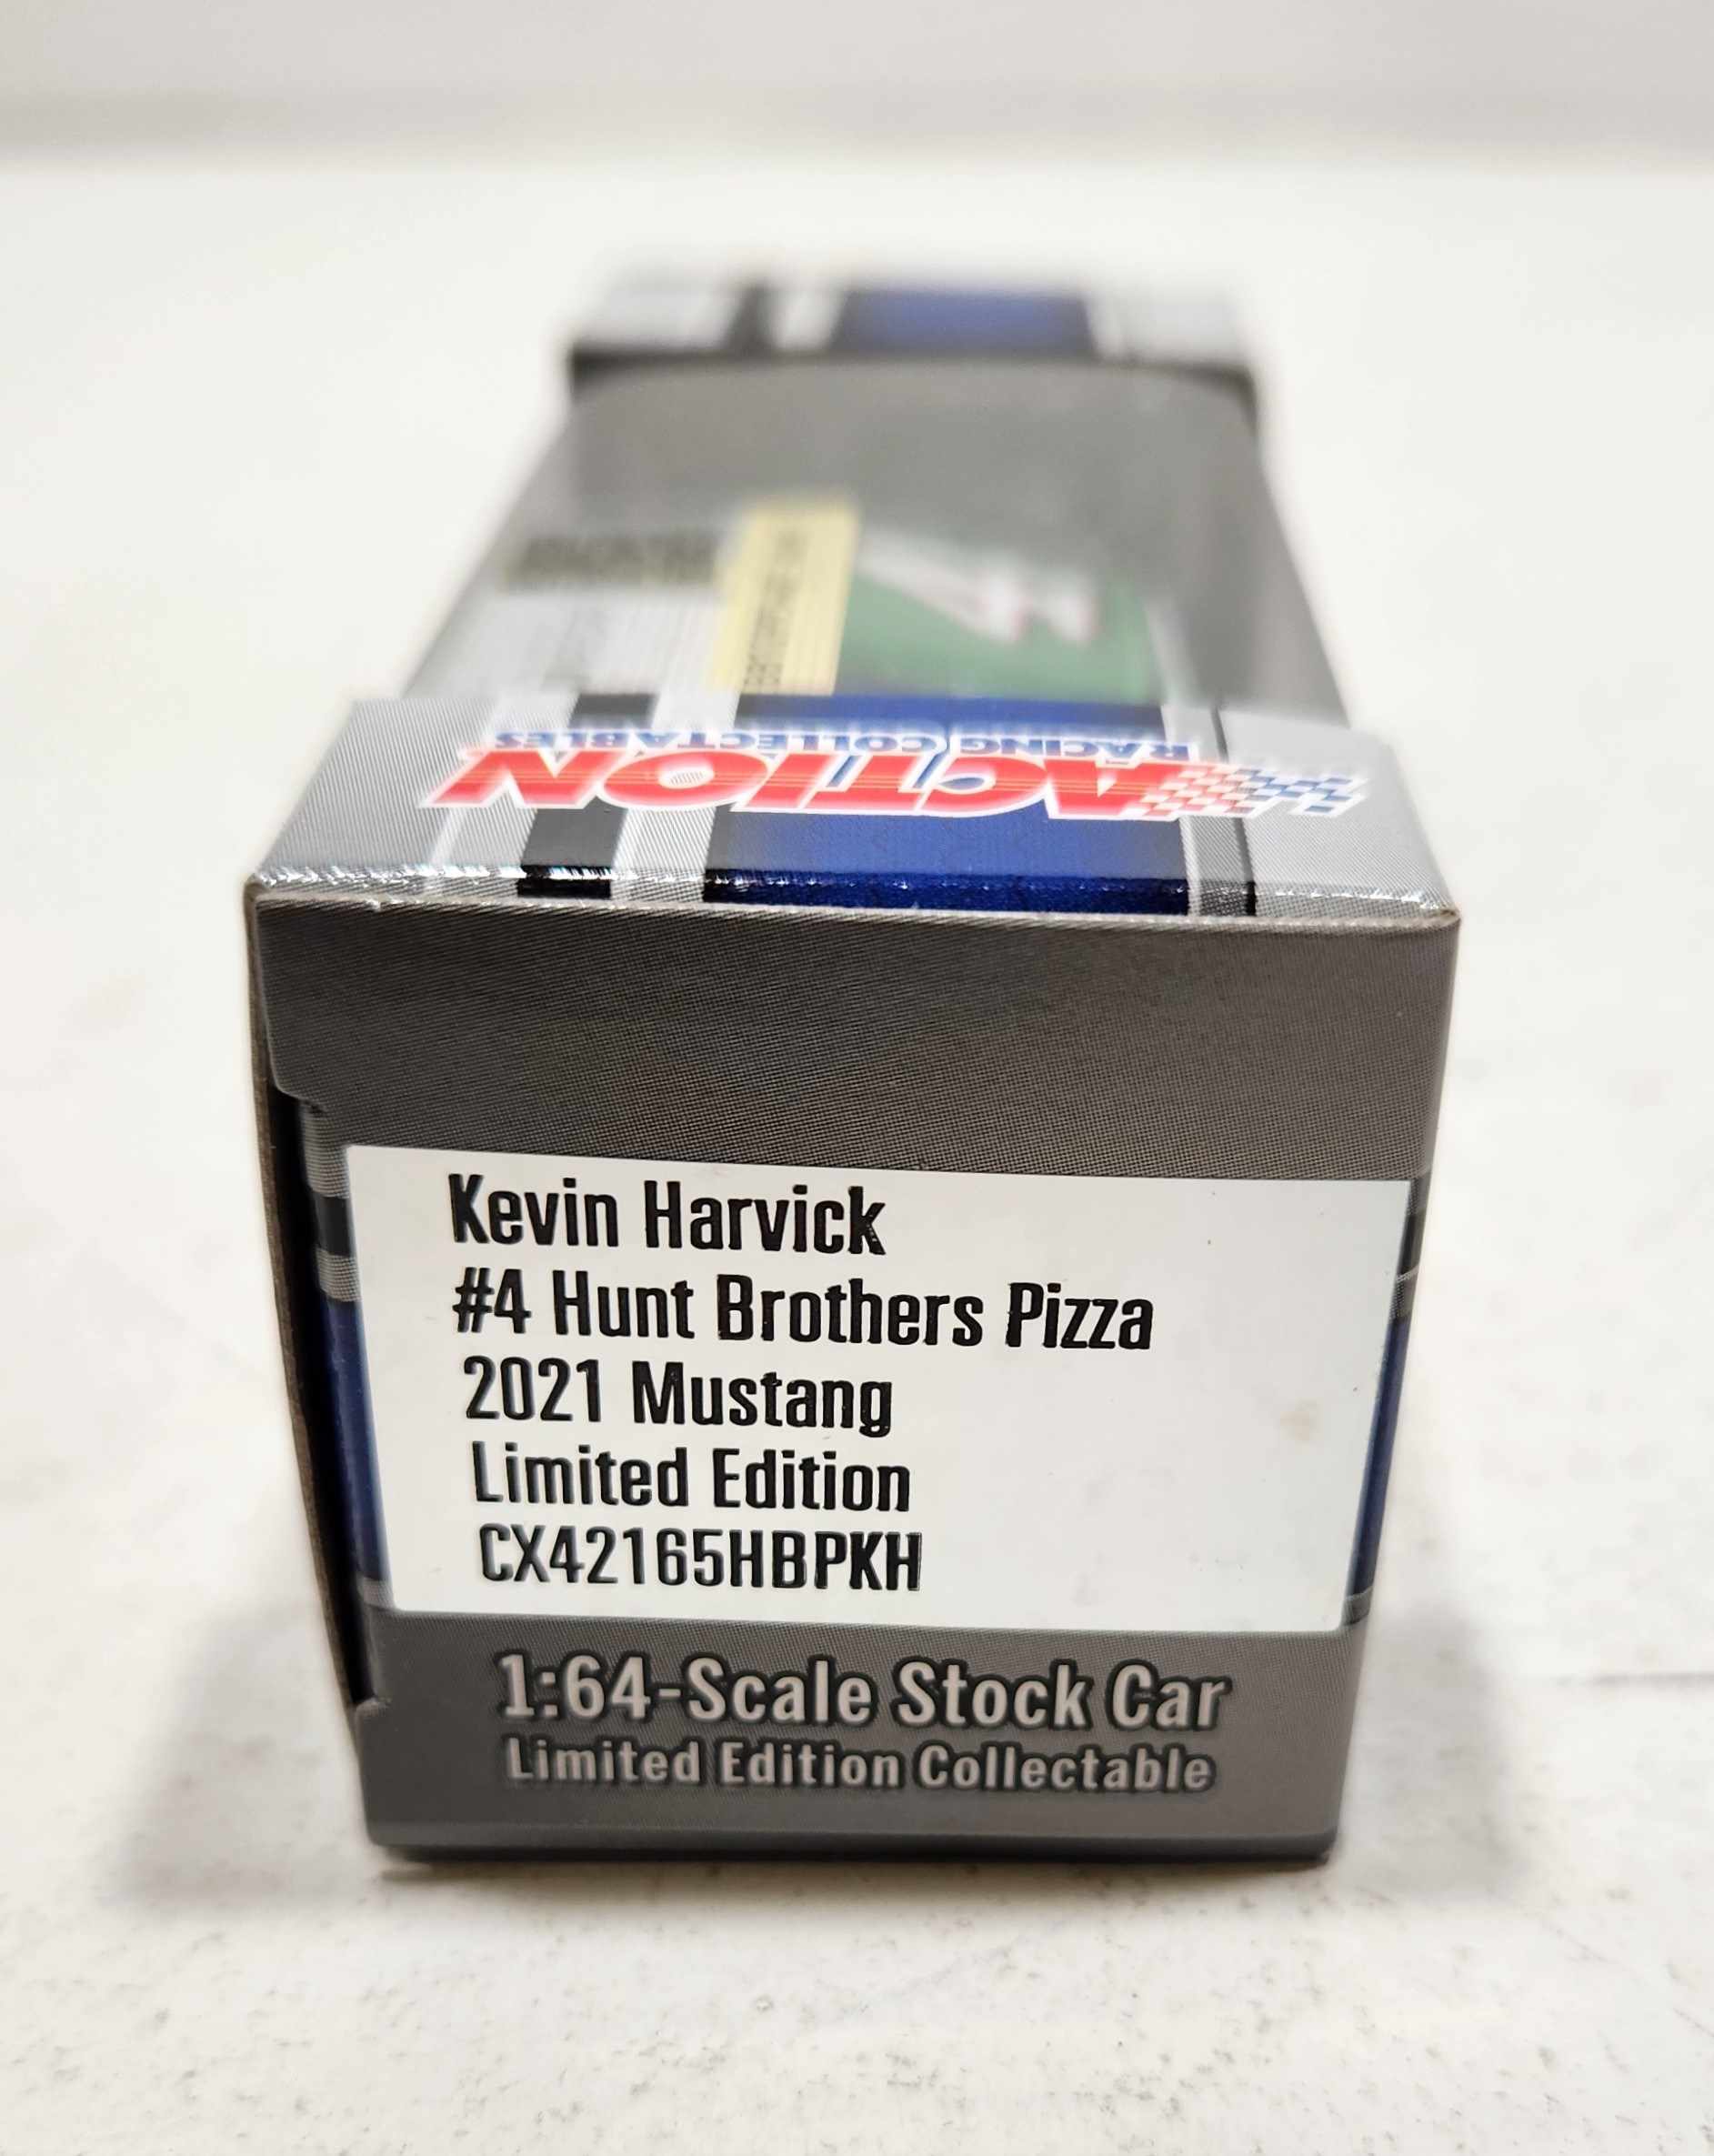 RACING COLLECTABLES
ACTION
Kevin Harvick
#4 Hunt Brothers Pizza
2021 Mustang
Limited Edition
CX42165HBPKH
1:64-Scale Stock Car
Limited Edition Collectable